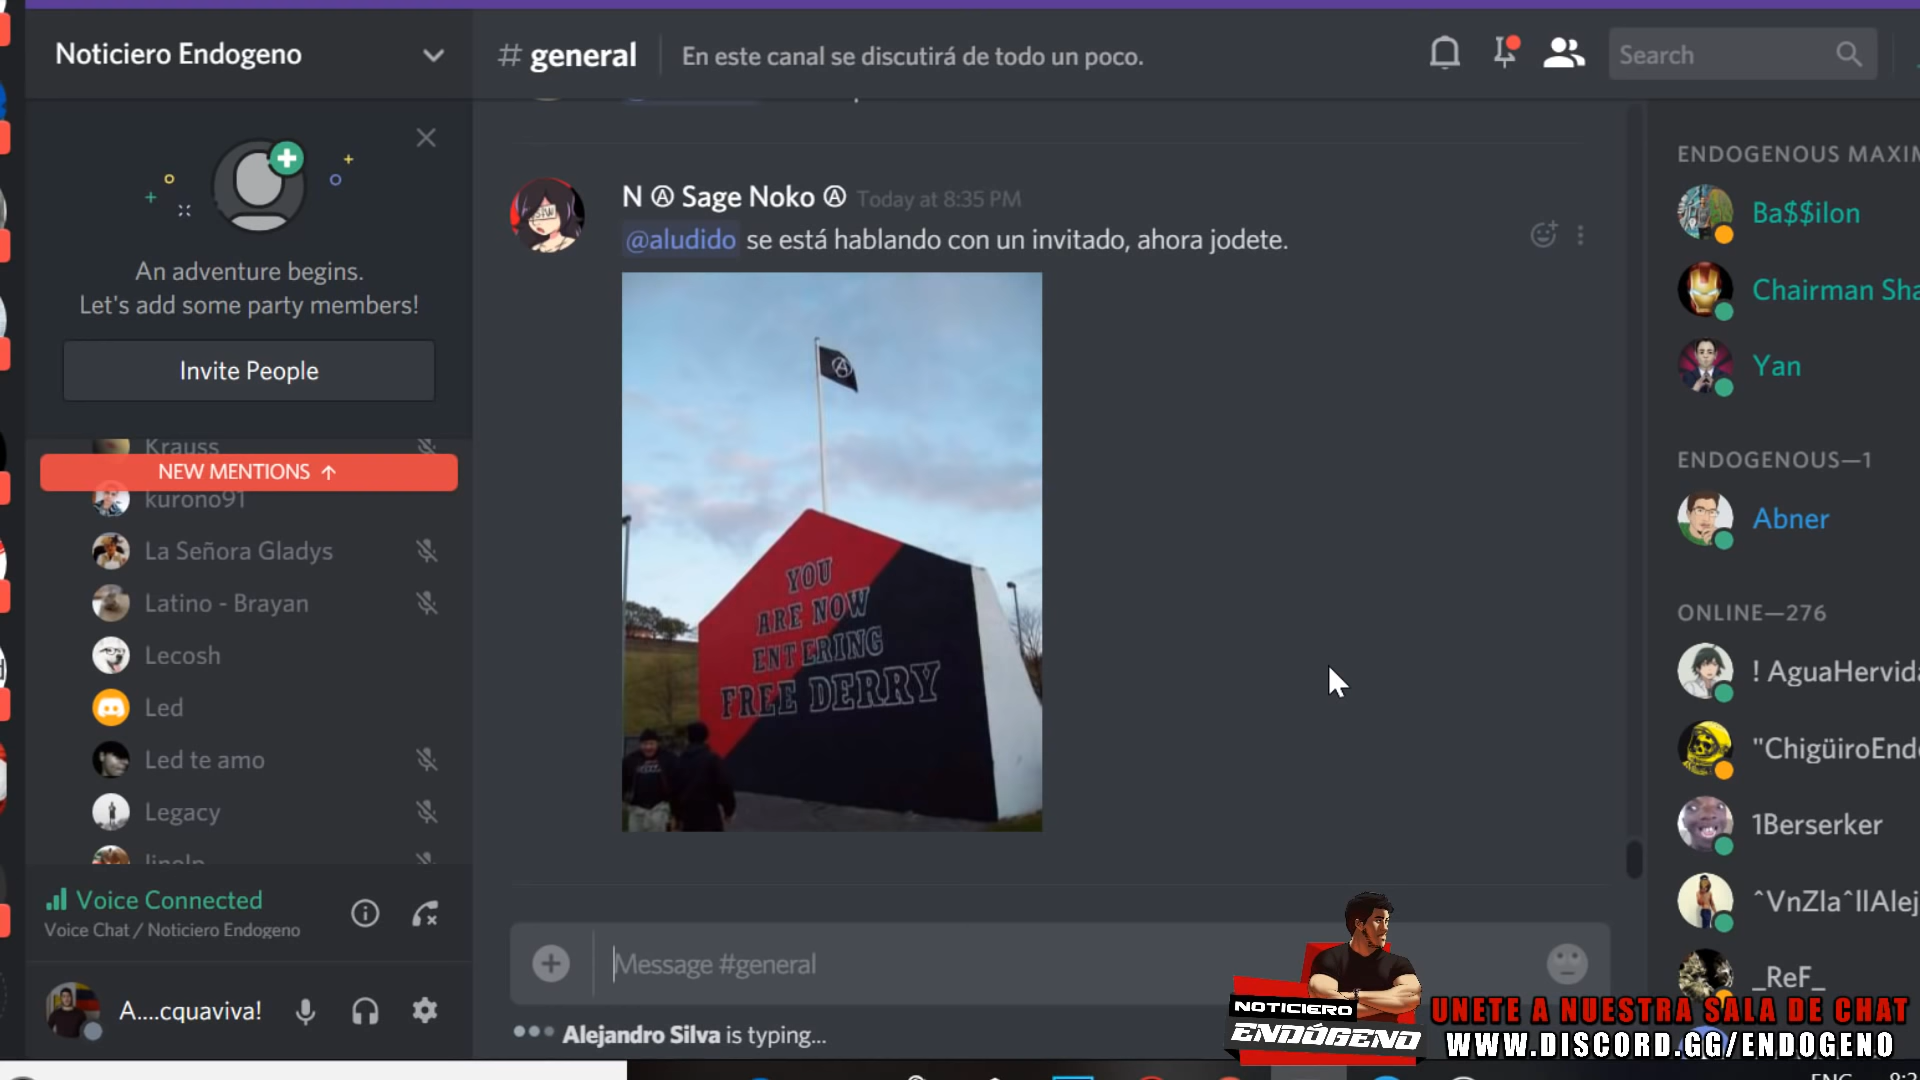 Noticiero Endogeno
# general
En este canal se discutirá de todo un poco.
Search
An adventure begins.
Let's add some party members!
Invite People
Krauss
NEW MENTIONS ↑
kurono91
La Señora Gladys
Latino - Brayan
Lecosh
Led
Led te amo
Legacy
Voice Connected
Voice Chat / Noticiero Endogeno
A....cquaviva!
N Ⓐ Sage Noko Ⓐ Today at 8:35 PM
@aludido se está hablando con un invitado, ahora jodete.
YOU
ARE NOW
ENTERING
FREE DERRY
Message #general
Alejandro Silva is typing...
ENDOGENOUS MAXIM
Ba$$ilon
Chairman Sha
Yan
ENDOGENOUS—1
Abner
ONLINE—276
! AguaHervida
"ChigüiroEndo
1Berserker
^VnZla^llAlej
_ReF_
NOTICIERO
ENDÓGENO
UNETE A NUESTRA SALA DE CHAT
WWW.DISCORD.GG/ENDOGENO
ENG